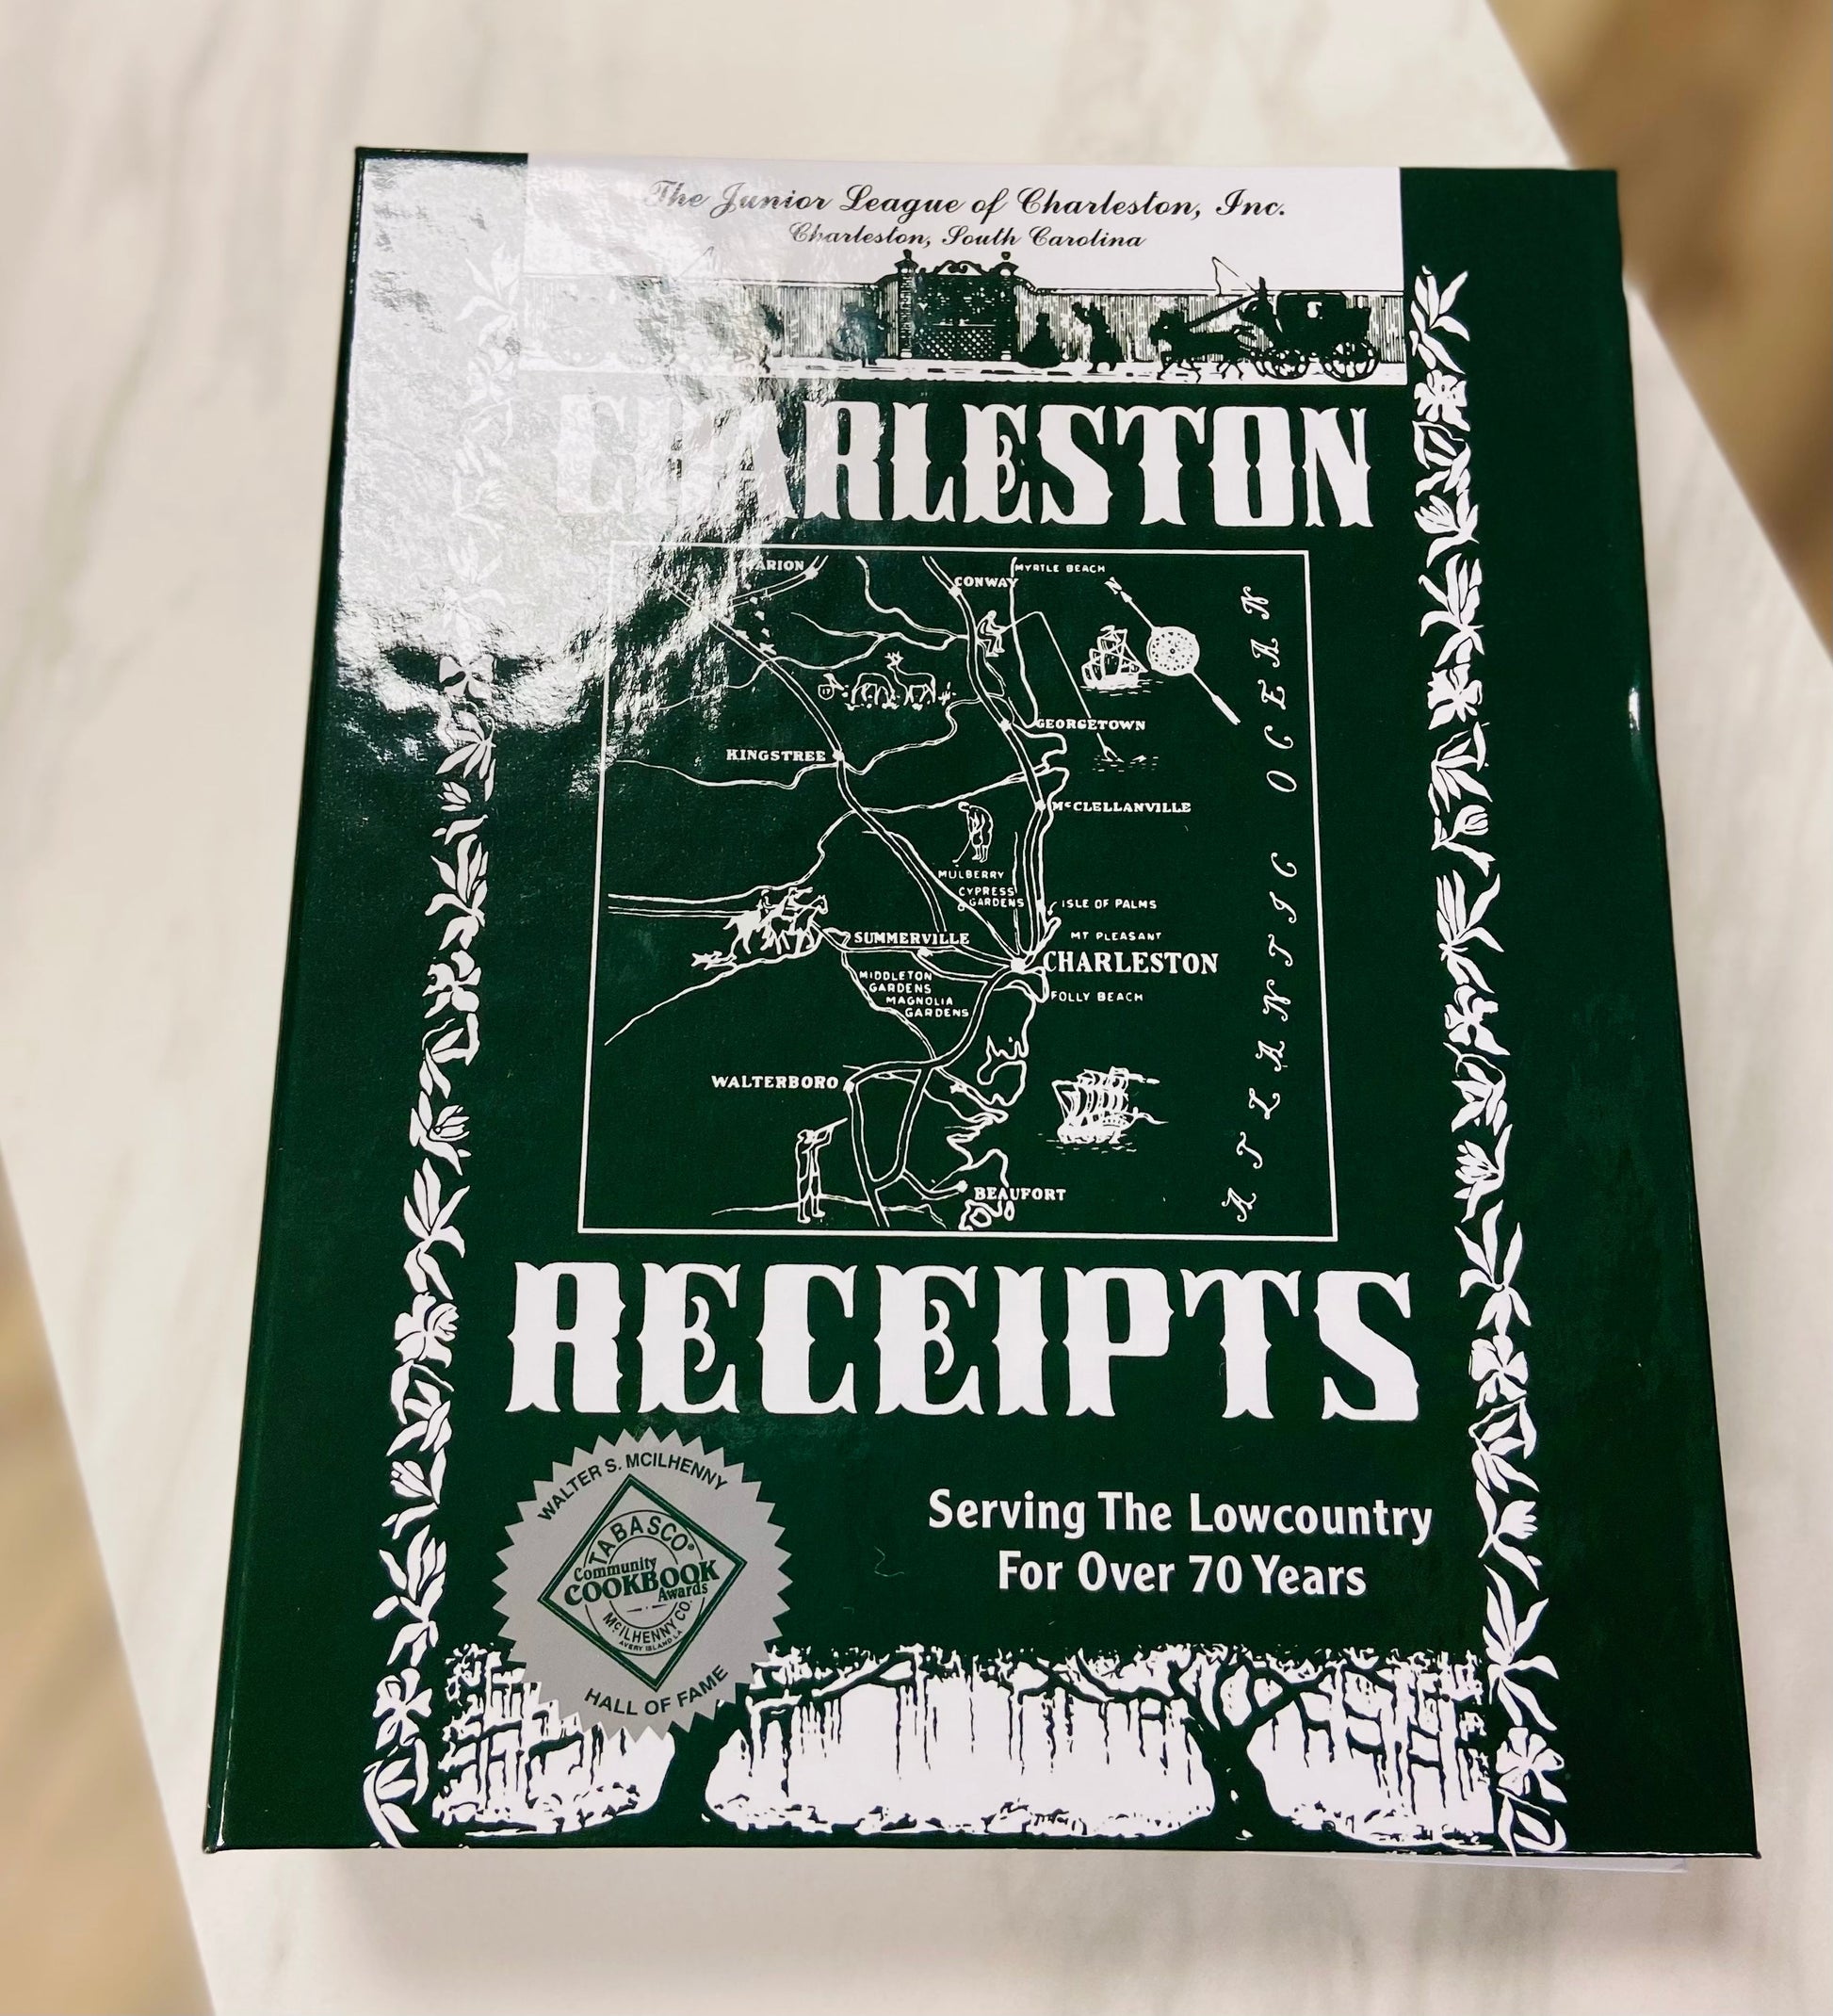 The Junior League of Charleston, Inc.
Charleston, South Carolina
CHARLESTON
ARION
CONWAY
MYRTLE BEACH
N
17
GEORGETOWN
KINGSTREE
McCLELLANVILLE
MULBERRY
CYPRESS
GARDENS
ISLE OF PALMS
MT PLEASANT
SUMMERVILLE
CHARLESTON
MIDDLETON
GARDENS
MAGNOLIA
GARDENS
FOLLY BEACH
WALTERBORO
BEAUFORT
ATLANTIC OCEAN
RECEIPTS
WALTER S. MCILHENNY
TABASCO®
Community
COOKBOOK
Awards
McILHENNY CO.
AVERY ISLAND, LA
HALL OF FAME
Serving The Lowcountry
For Over 70 Years